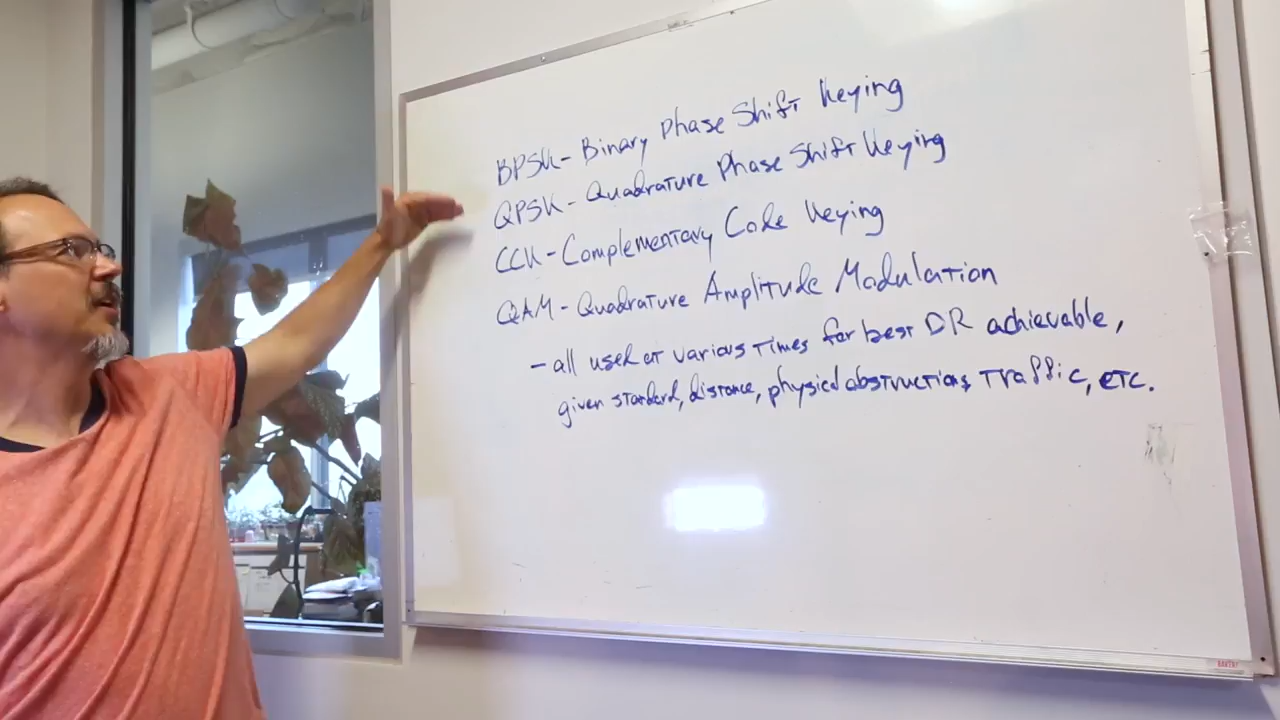 BPSK - Binary Phase Shift Keying
QPSK - Quadrature Phase Shift Keying
CCK - Complementary Code Keying
QAM - Quadrature Amplitude Modulation
- all used at various times for best DR achievable,
given standard, distance, physical obstructions, traffic, etc.